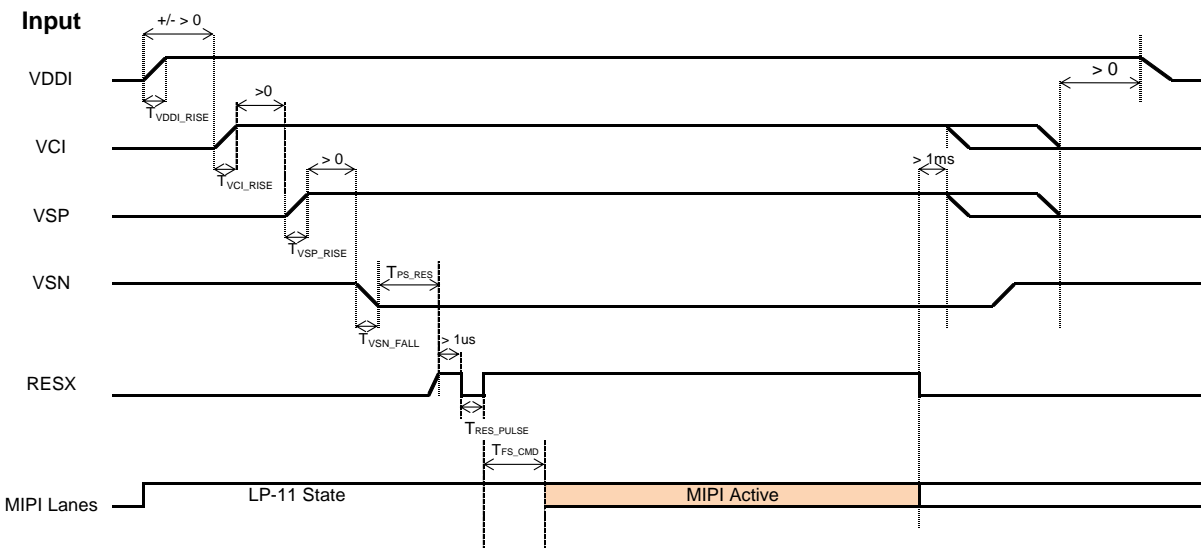 Input
+/- > 0
VDDI
> 0
TVDDI_RISE
>0
VCI
> 0
> 1ms
TVCI_RISE
VSP
TVSP_RISE
TPS_RES
VSN
TVSN_FALL
> 1us
RESX
TRES_PULSE
TFS_CMD
LP-11 State
MIPI Active
MIPI Lanes